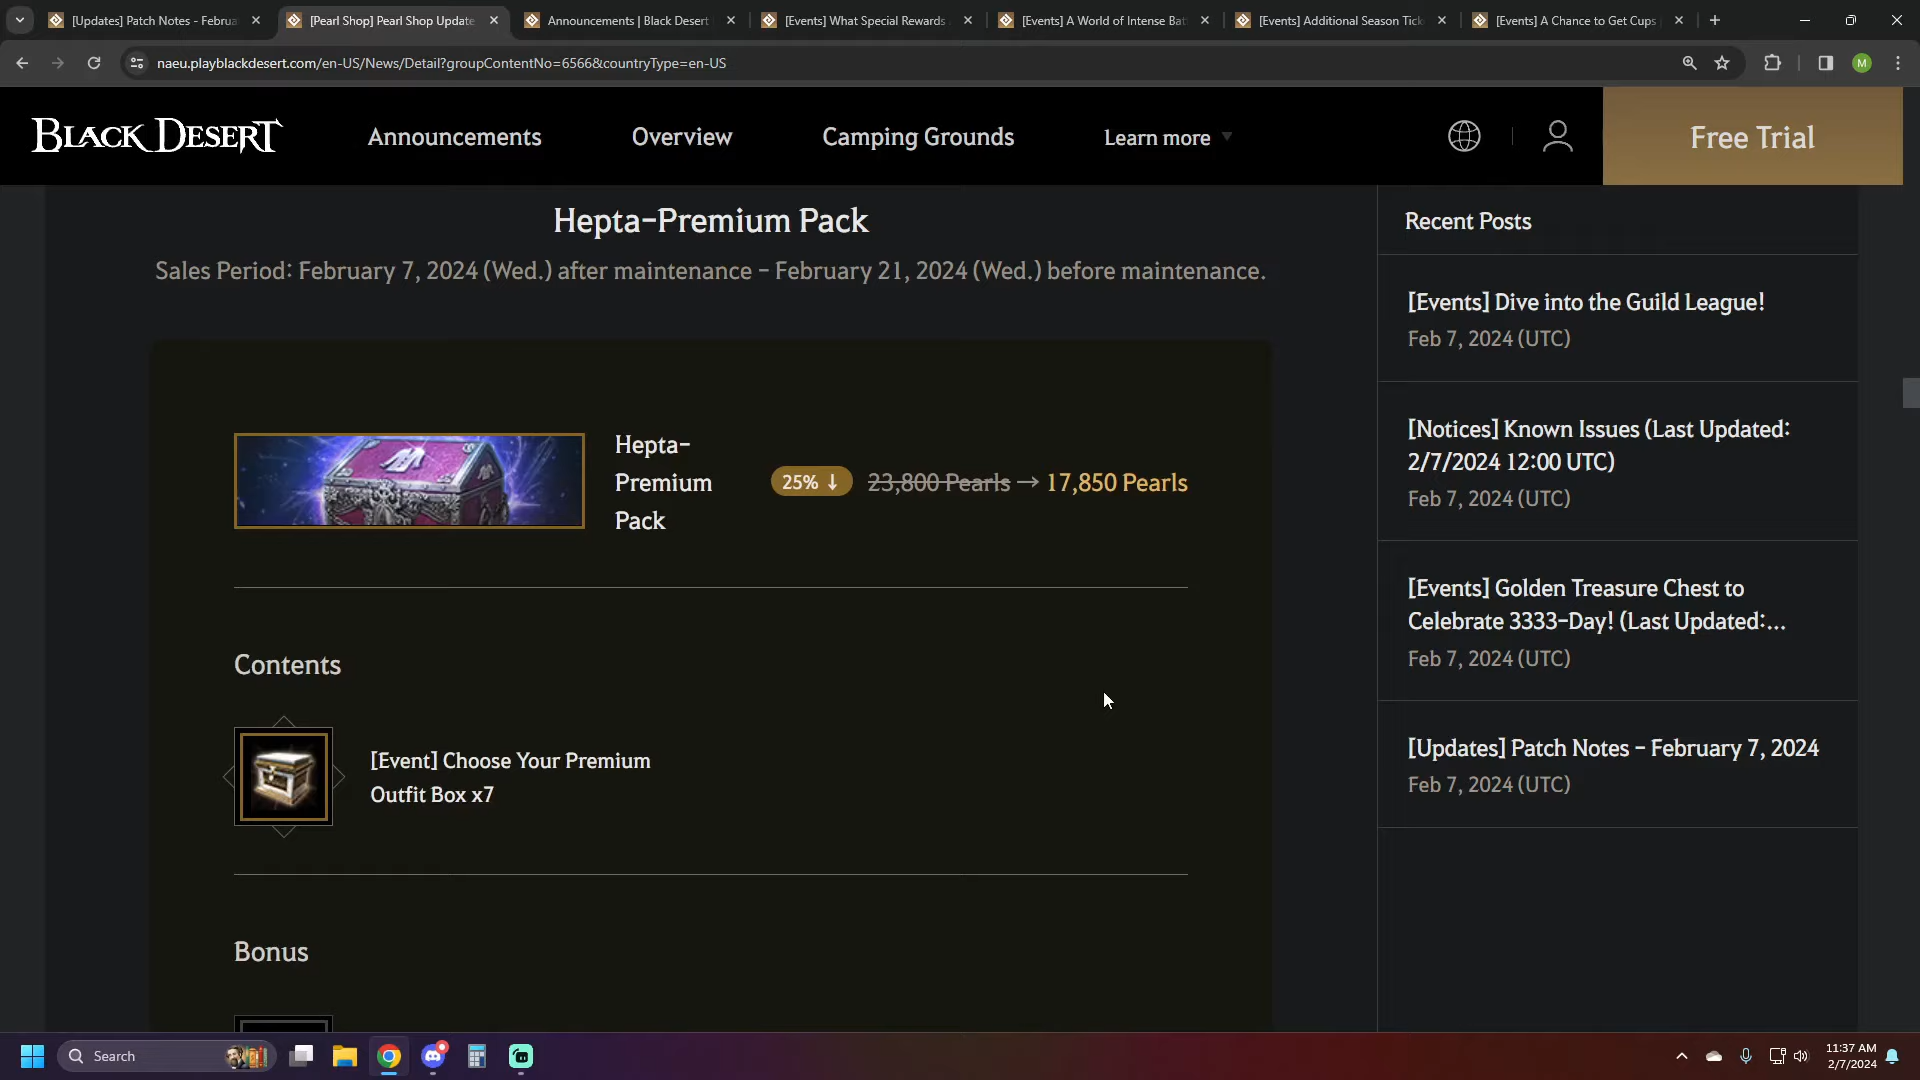 [Updates] Patch Notes - Februa
[Pearl Shop] Pearl Shop Update
Announcements | Black Desert
[Events] What Special Rewards
[Events] A World of Intense Bat
[Events] Additional Season Tick
[Events] A Chance to Get Cups
naeu.playblackdesert.com/en-US/News/Detail?groupContentNo=6566&countryType=en-US
M
BLACK DESERT
Announcements
Overview
Camping Grounds
Learn more
Free Trial
Hepta-Premium Pack
Sales Period: February 7, 2024 (Wed.) after maintenance – February 21, 2024 (Wed.) before maintenance.
Hepta-
Premium
Pack
25% ↓ 23,800 Pearls → 17,850 Pearls
Contents
[Event] Choose Your Premium
Outfit Box x7
Bonus
Recent Posts
[Events] Dive into the Guild League!
Feb 7, 2024 (UTC)
[Notices] Known Issues (Last Updated:
2/7/2024 12:00 UTC)
Feb 7, 2024 (UTC)
[Events] Golden Treasure Chest to
Celebrate 3333-Day! (Last Updated:...
Feb 7, 2024 (UTC)
[Updates] Patch Notes – February 7, 2024
Feb 7, 2024 (UTC)
Search
11:37 AM
2/7/2024